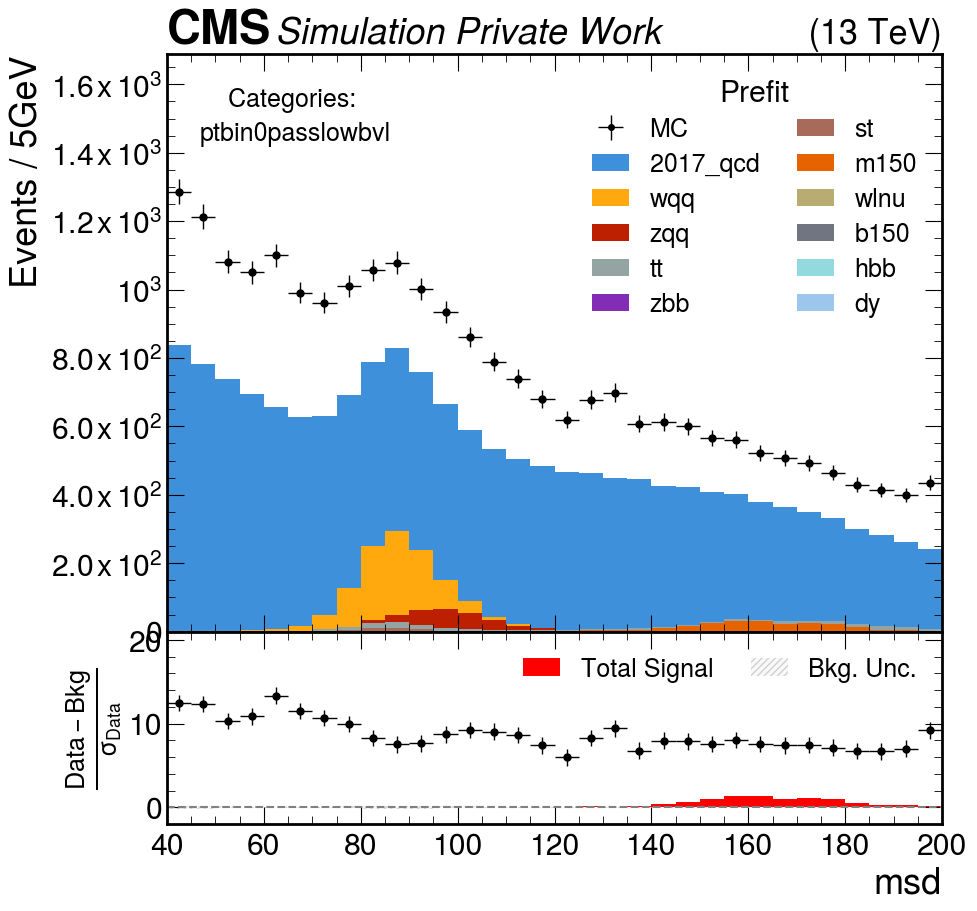 CMS Simulation Private Work (13 TeV)
Events / 5GeV
1.6 x 10³
1.4 x 10³
1.2 x 10³
10³
8.0 x 10²
6.0 x 10²
4.0 x 10²
2.0 x 10²
0
Categories:
ptbin0passlowbvl
Prefit
MC
2017_qcd
wqq
zqq
tt
zbb
st
m150
wlnu
b150
hbb
dy
Data – Bkg
σData
20
10
0
Total Signal
Bkg. Unc.
40 60 80 100 120 140 160 180 200
msd